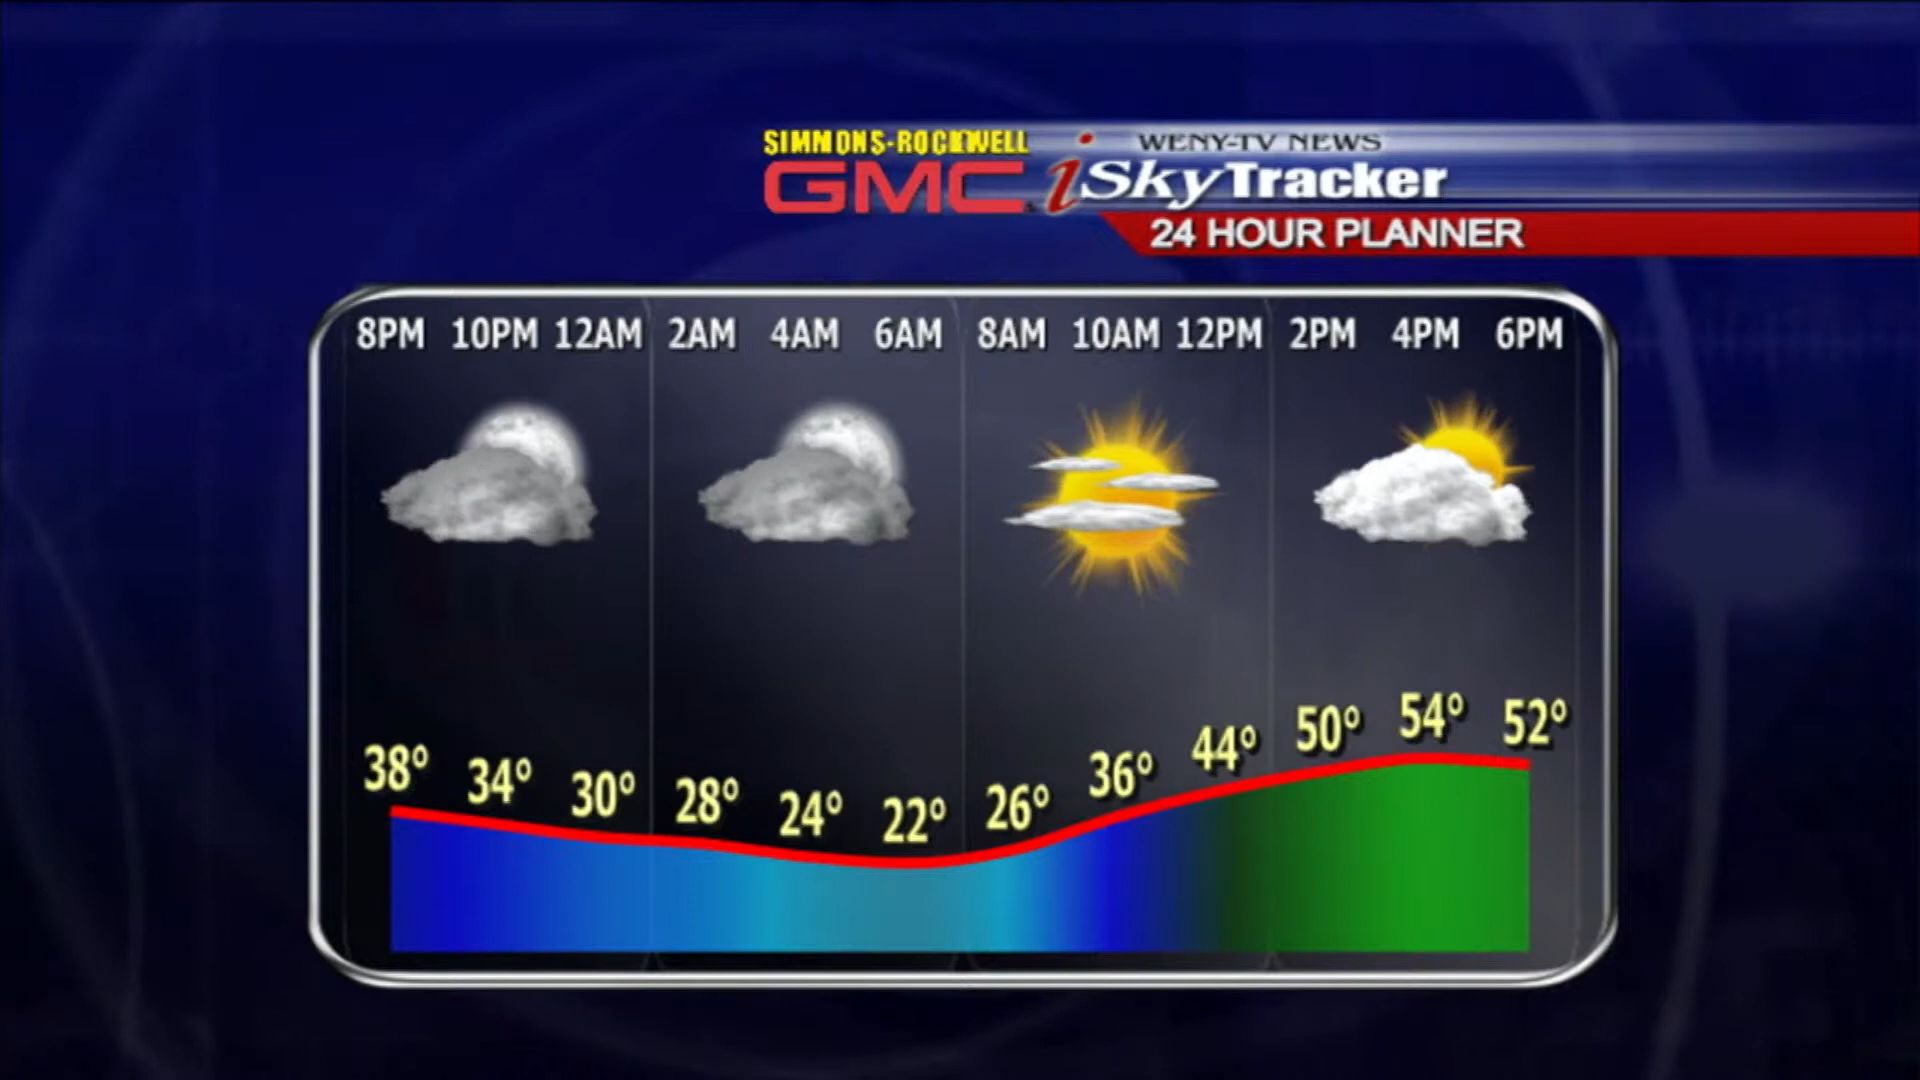 SIMMONS-ROCKWELL
GMC
WENY-TV NEWS
iSkyTracker
24 HOUR PLANNER
8PM 10PM 12AM 2AM 4AM 6AM 8AM 10AM 12PM 2PM 4PM 6PM
38° 34° 30° 28° 24° 22° 26° 36° 44° 50° 54° 52°